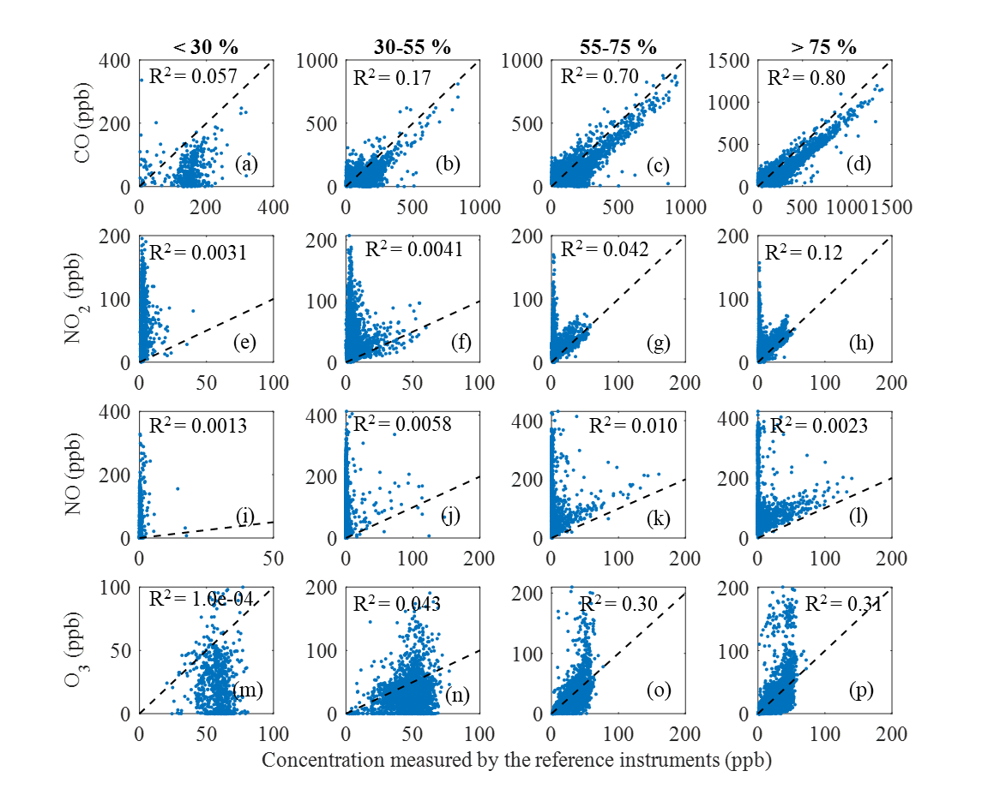 < 30 % 30-55 % 55-75 % > 75 %
CO (ppb)
400 200 0
R² = 0.057
(a)
0 200 400
1000 500 0
R² = 0.17
(b)
0 500 1000
1000 500 0
R² = 0.70
(c)
0 500 1000
1500 1000 500 0
R² = 0.80
(d)
0 500 1000 1500
NO₂ (ppb)
200 100 0
R² = 0.0031
(e)
0 50 100
200 100 0
R² = 0.0041
(f)
0 50 100
200 100 0
R² = 0.042
(g)
0 100 200
200 100 0
R² = 0.12
(h)
0 100 200
NO (ppb)
400 200 0
R² = 0.0013
(i)
0 50
400 200 0
R² = 0.0058
(j)
0 100 200
400 200 0
R² = 0.010
(k)
0 100 200
400 200 0
R² = 0.0023
(l)
0 100 200
O₃ (ppb)
100 50 0
R² = 1.0e-04
(m)
0 50 100
200 100 0
R² = 0.043
(n)
0 50 100
200 100 0
R² = 0.30
(o)
0 100 200
200 100 0
R² = 0.31
(p)
0 100 200
Concentration measured by the reference instruments (ppb)